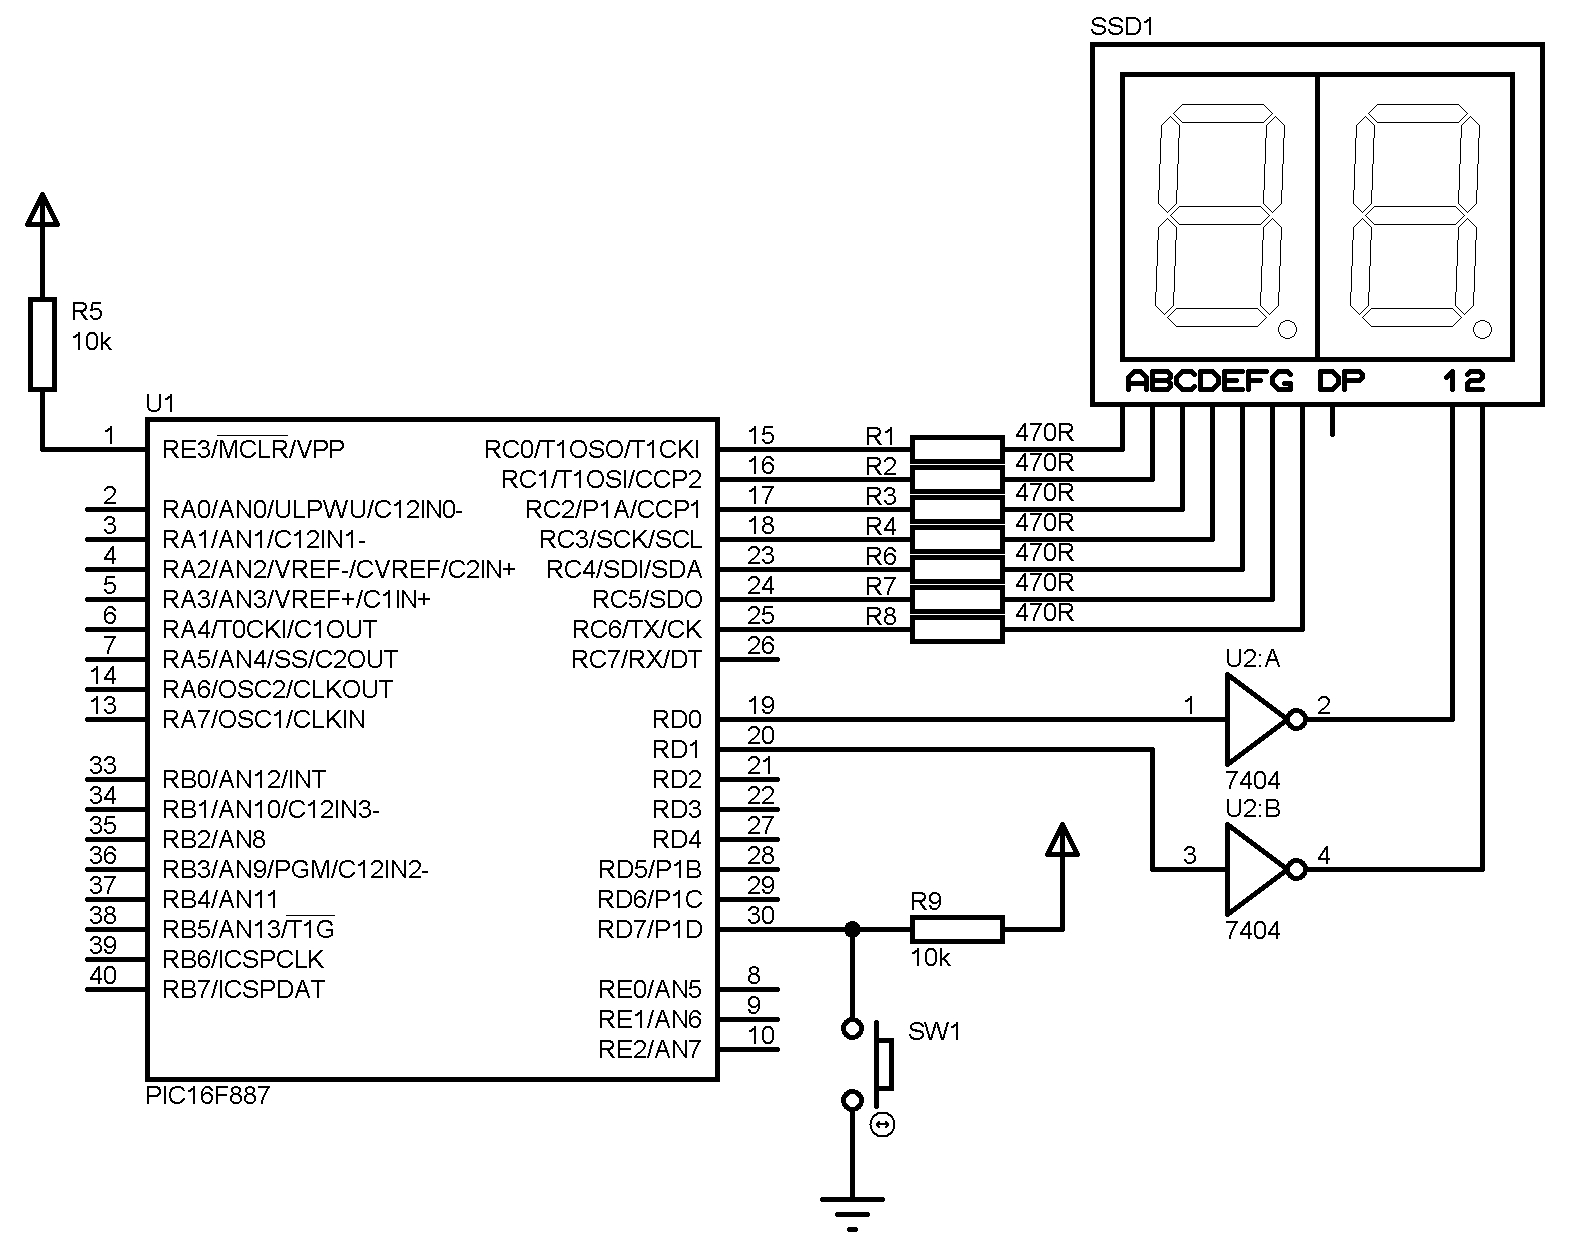 SSD1
ABCDEFG DP 12
R5
10k
U1
1 RE3/MCLR/VPP
2 RA0/AN0/ULPWU/C12IN0-
3 RA1/AN1/C12IN1-
4 RA2/AN2/VREF-/CVREF/C2IN+
5 RA3/AN3/VREF+/C1IN+
6 RA4/T0CKI/C1OUT
7 RA5/AN4/SS/C2OUT
14 RA6/OSC2/CLKOUT
13 RA7/OSC1/CLKIN
33 RB0/AN12/INT
34 RB1/AN10/C12IN3-
35 RB2/AN8
36 RB3/AN9/PGM/C12IN2-
37 RB4/AN11
38 RB5/AN13/T1G
39 RB6/ICSPCLK
40 RB7/ICSPDAT
RC0/T1OSO/T1CKI 15
RC1/T1OSI/CCP2 16
RC2/P1A/CCP1 17
RC3/SCK/SCL 18
RC4/SDI/SDA 23
RC5/SDO 24
RC6/TX/CK 25
RC7/RX/DT 26
RD0 19
RD1 20
RD2 21
RD3 22
RD4 27
RD5/P1B 28
RD6/P1C 29
RD7/P1D 30
RE0/AN5 8
RE1/AN6 9
RE2/AN7 10
PIC16F887
R1 470R
R2 470R
R3 470R
R4 470R
R6 470R
R7 470R
R8 470R
U2:A
1 2
7404
U2:B
3 4
7404
R9
10k
SW1